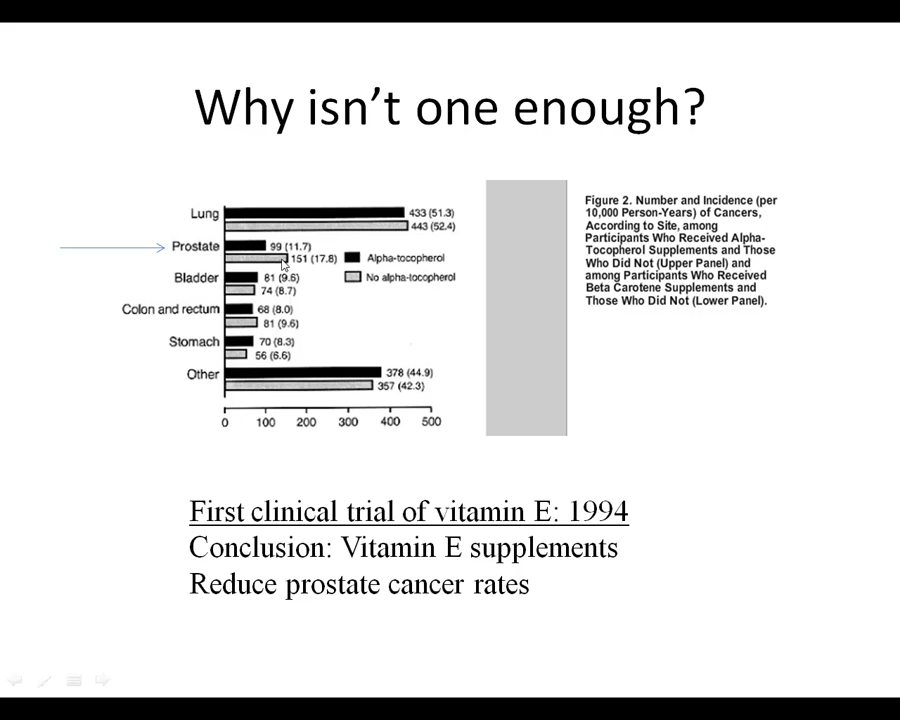 Why isn't one enough?
Lung
433 (51.3)
443 (52.4)
Prostate
99 (11.7)
151 (17.8)
Alpha-tocopherol
No alpha-tocopherol
Bladder
81 (9.6)
74 (8.7)
Colon and rectum
68 (8.0)
81 (9.6)
Stomach
70 (8.3)
56 (6.6)
Other
378 (44.9)
357 (42.3)
0 100 200 300 400 500
Figure 2. Number and Incidence (per
10,000 Person-Years) of Cancers,
According to Site, among
Participants Who Received Alpha-
Tocopherol Supplements and Those
Who Did Not (Upper Panel) and
among Participants Who Received
Beta Carotene Supplements and
Those Who Did Not (Lower Panel).
First clinical trial of vitamin E: 1994
Conclusion: Vitamin E supplements
Reduce prostate cancer rates